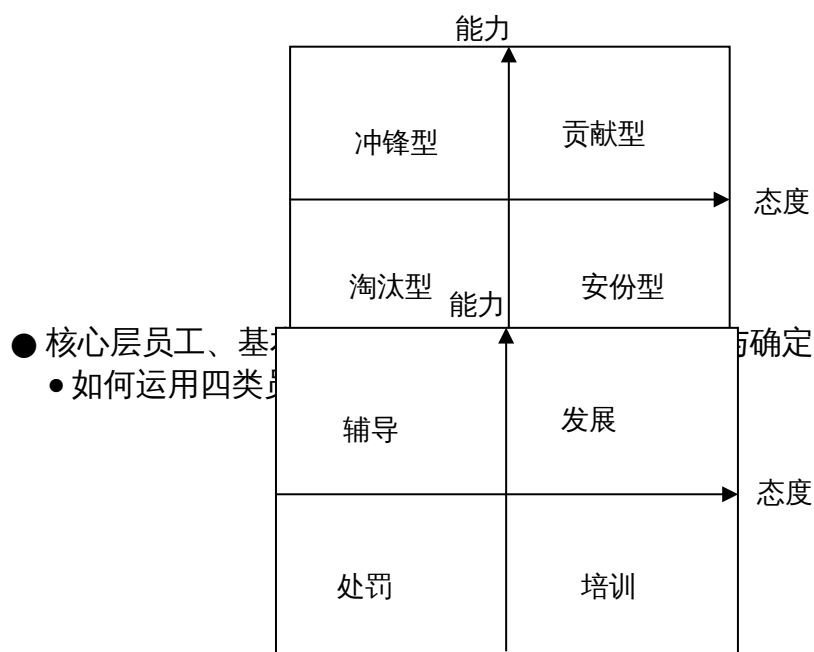 能力
冲锋型 贡献型
态度
淘汰型 安份型
能力
● 核心层员工、基 与确定
• 如何运用四类
辅导 发展
态度
处罚 培训